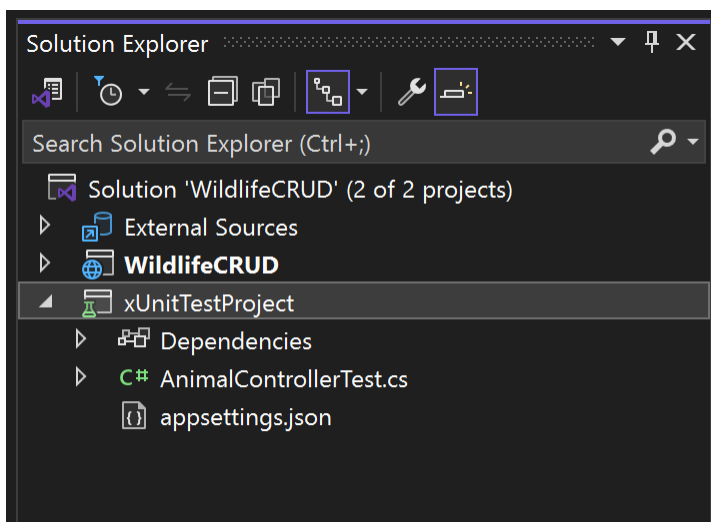 Solution Explorer
Search Solution Explorer (Ctrl+;)
Solution 'WildlifeCRUD' (2 of 2 projects)
External Sources
WildlifeCRUD
xUnitTestProject
Dependencies
C# AnimalControllerTest.cs
appsettings.json